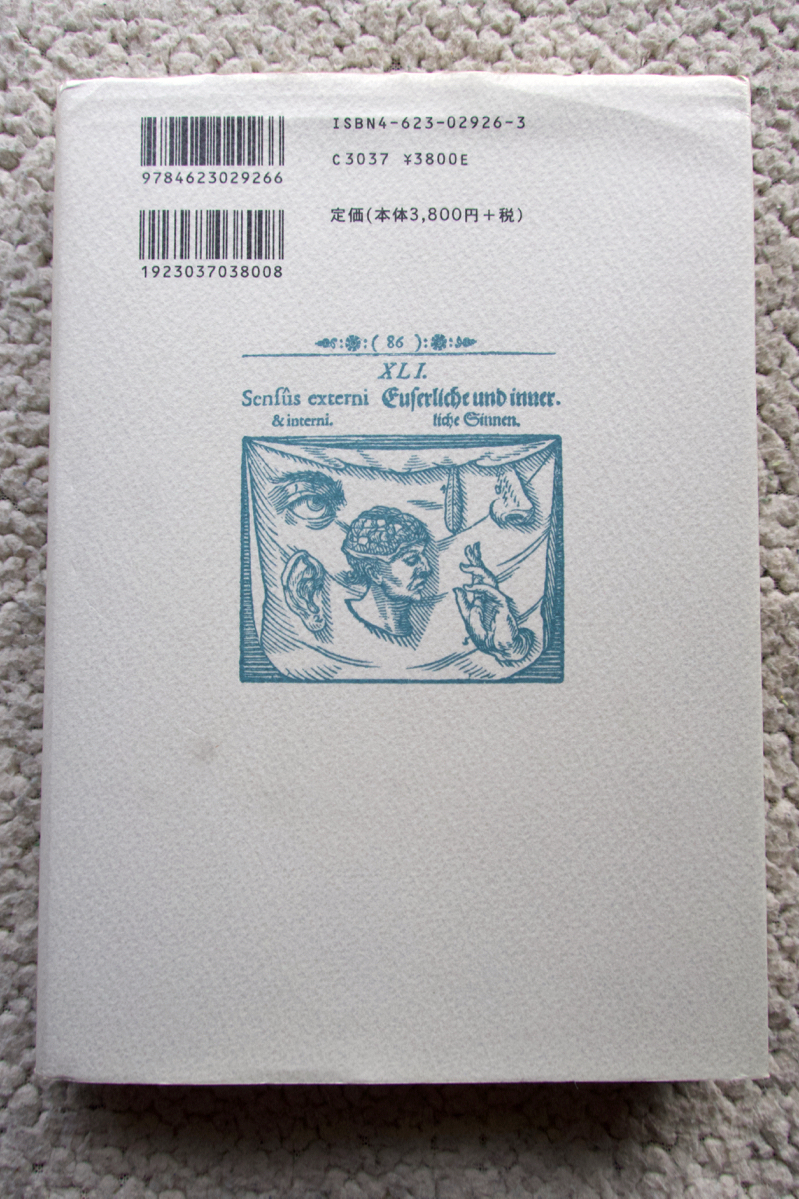 ISBN4-623-02926-3
C3037 ¥3800E
9784623029266
定価(本体3,800円+税)
1923037038008
:( 86 ):
XLI.
Senſûs externi Euſerliche und inner.
& interni. liche Sinnen.